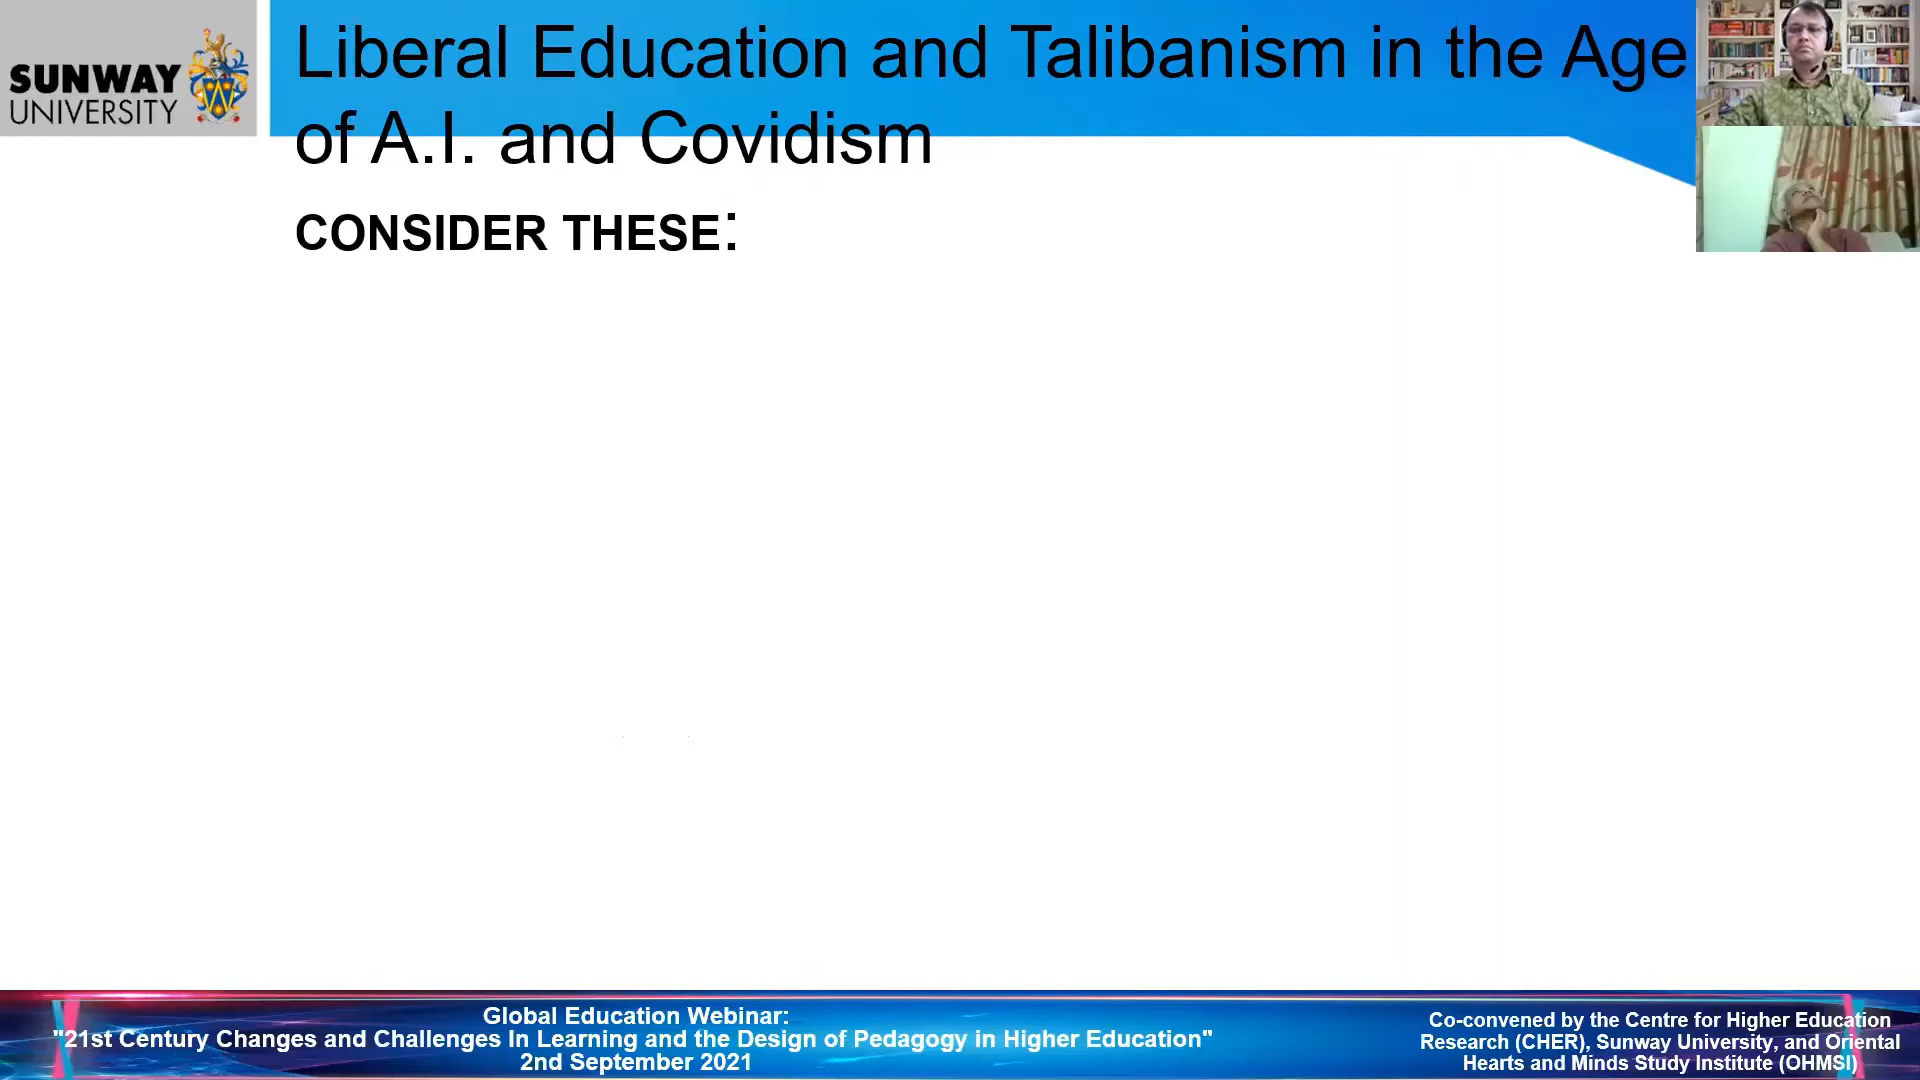 SUNWAY
UNIVERSITY
Liberal Education and Talibanism in the Age
of A.I. and Covidism
CONSIDER THESE:
Global Education Webinar:
"21st Century Changes and Challenges In Learning and the Design of Pedagogy in Higher Education"
2nd September 2021
Co-convened by the Centre for Higher Education
Research (CHER), Sunway University, and Oriental
Hearts and Minds Study Institute (OHMSI)